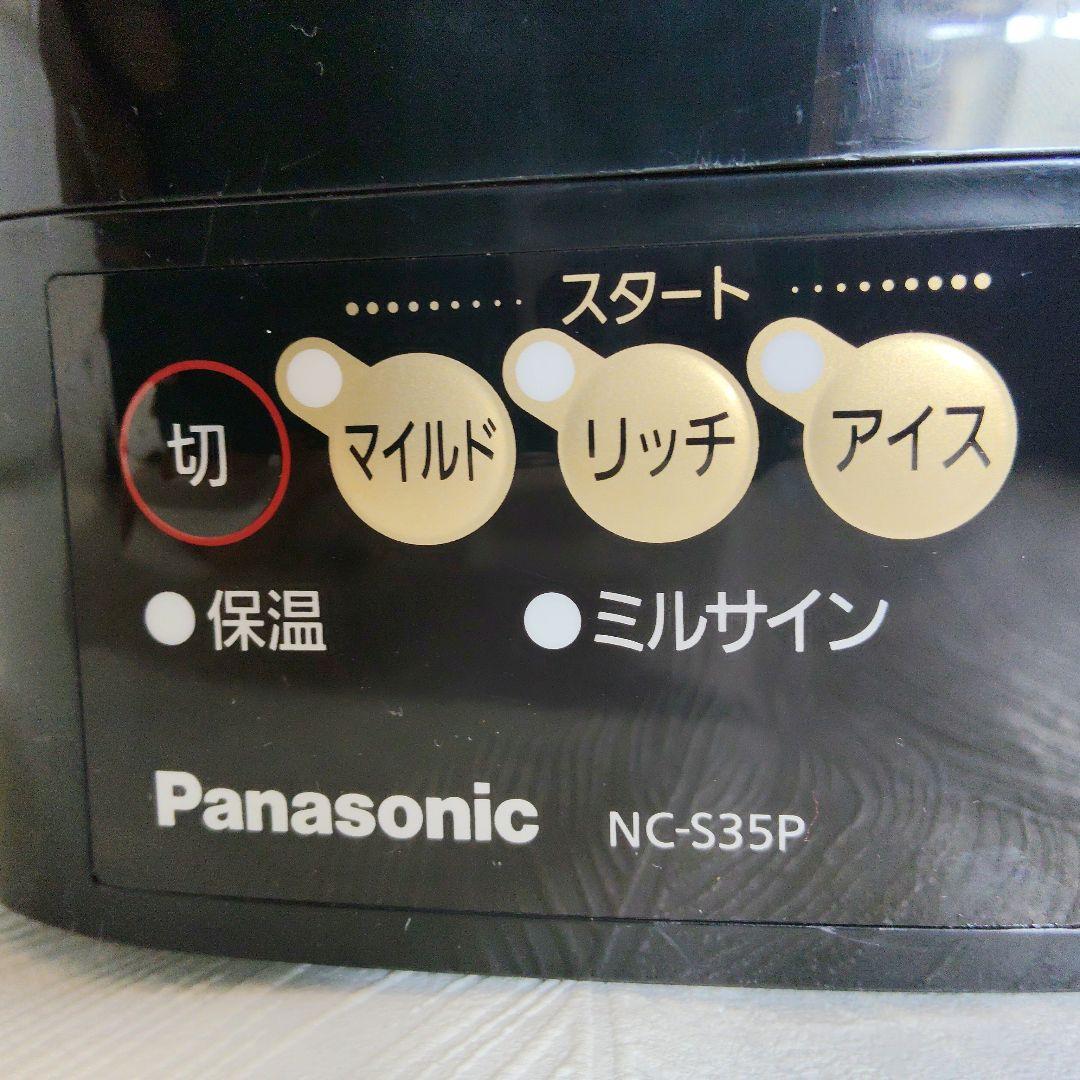 スタート
切 マイルド リッチ アイス
保温 ミルサイン
Panasonic NC-S35P